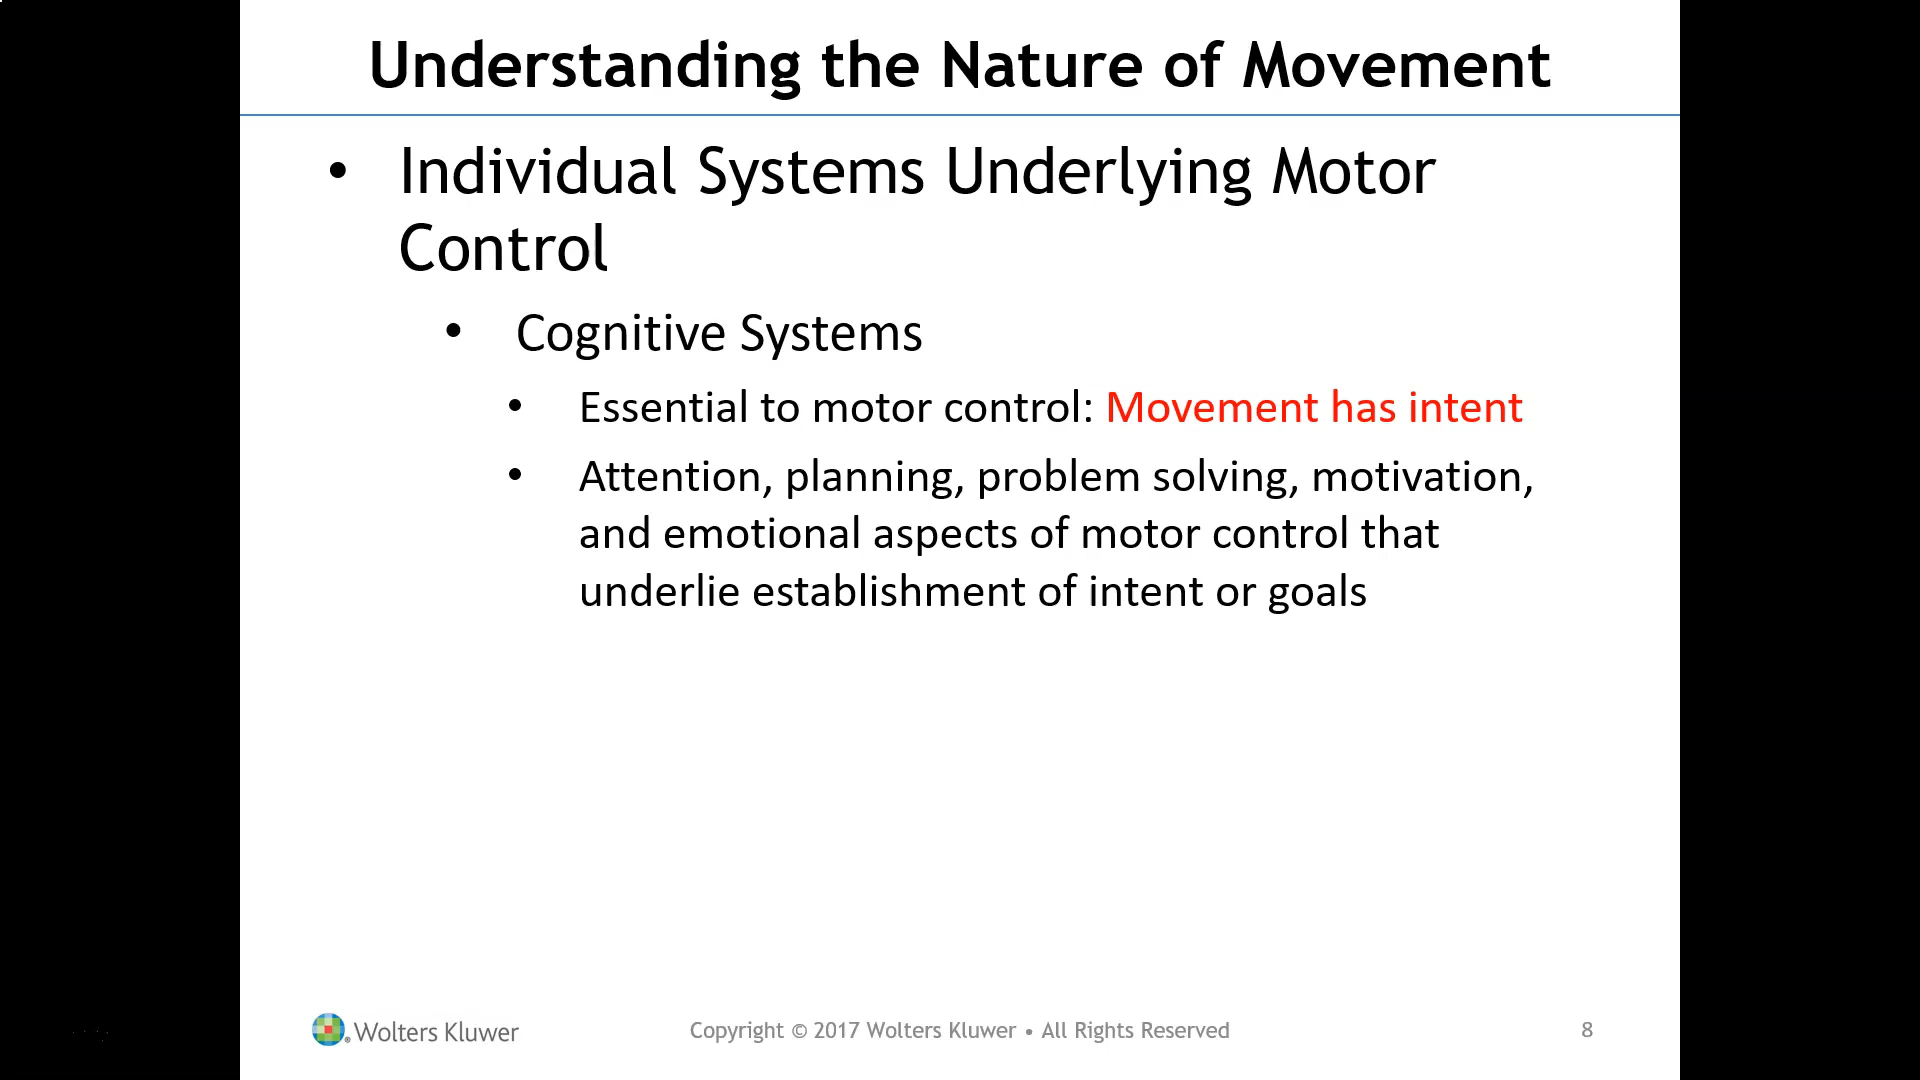 Understanding the Nature of Movement
• Individual Systems Underlying Motor
Control
• Cognitive Systems
• Essential to motor control: Movement has intent
• Attention, planning, problem solving, motivation,
and emotional aspects of motor control that
underlie establishment of intent or goals
Wolters Kluwer
Copyright © 2017 Wolters Kluwer • All Rights Reserved
8